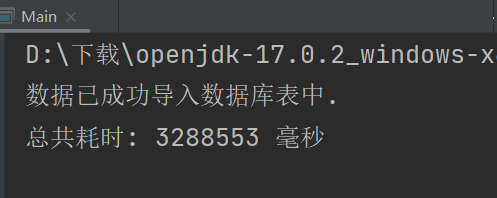 Main
D:\下载\openjdk-17.0.2_windows-x
数据已成功导入数据库表中.
总共耗时: 3288553 毫秒